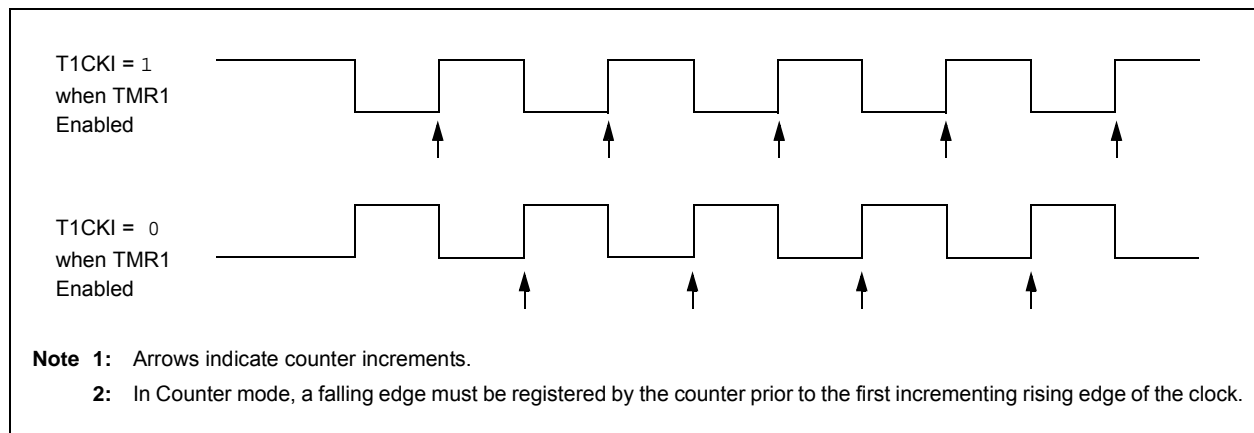 T1CKI = 1
when TMR1
Enabled
T1CKI = 0
when TMR1
Enabled
Note 1: Arrows indicate counter increments.
2: In Counter mode, a falling edge must be registered by the counter prior to the first incrementing rising edge of the clock.